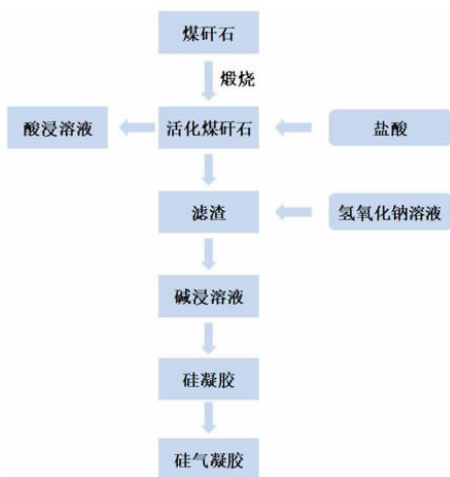 煤矸石
煅烧
酸浸溶液
活化煤矸石
盐酸
滤渣
氢氧化钠溶液
碱浸溶液
硅凝胶
硅气凝胶